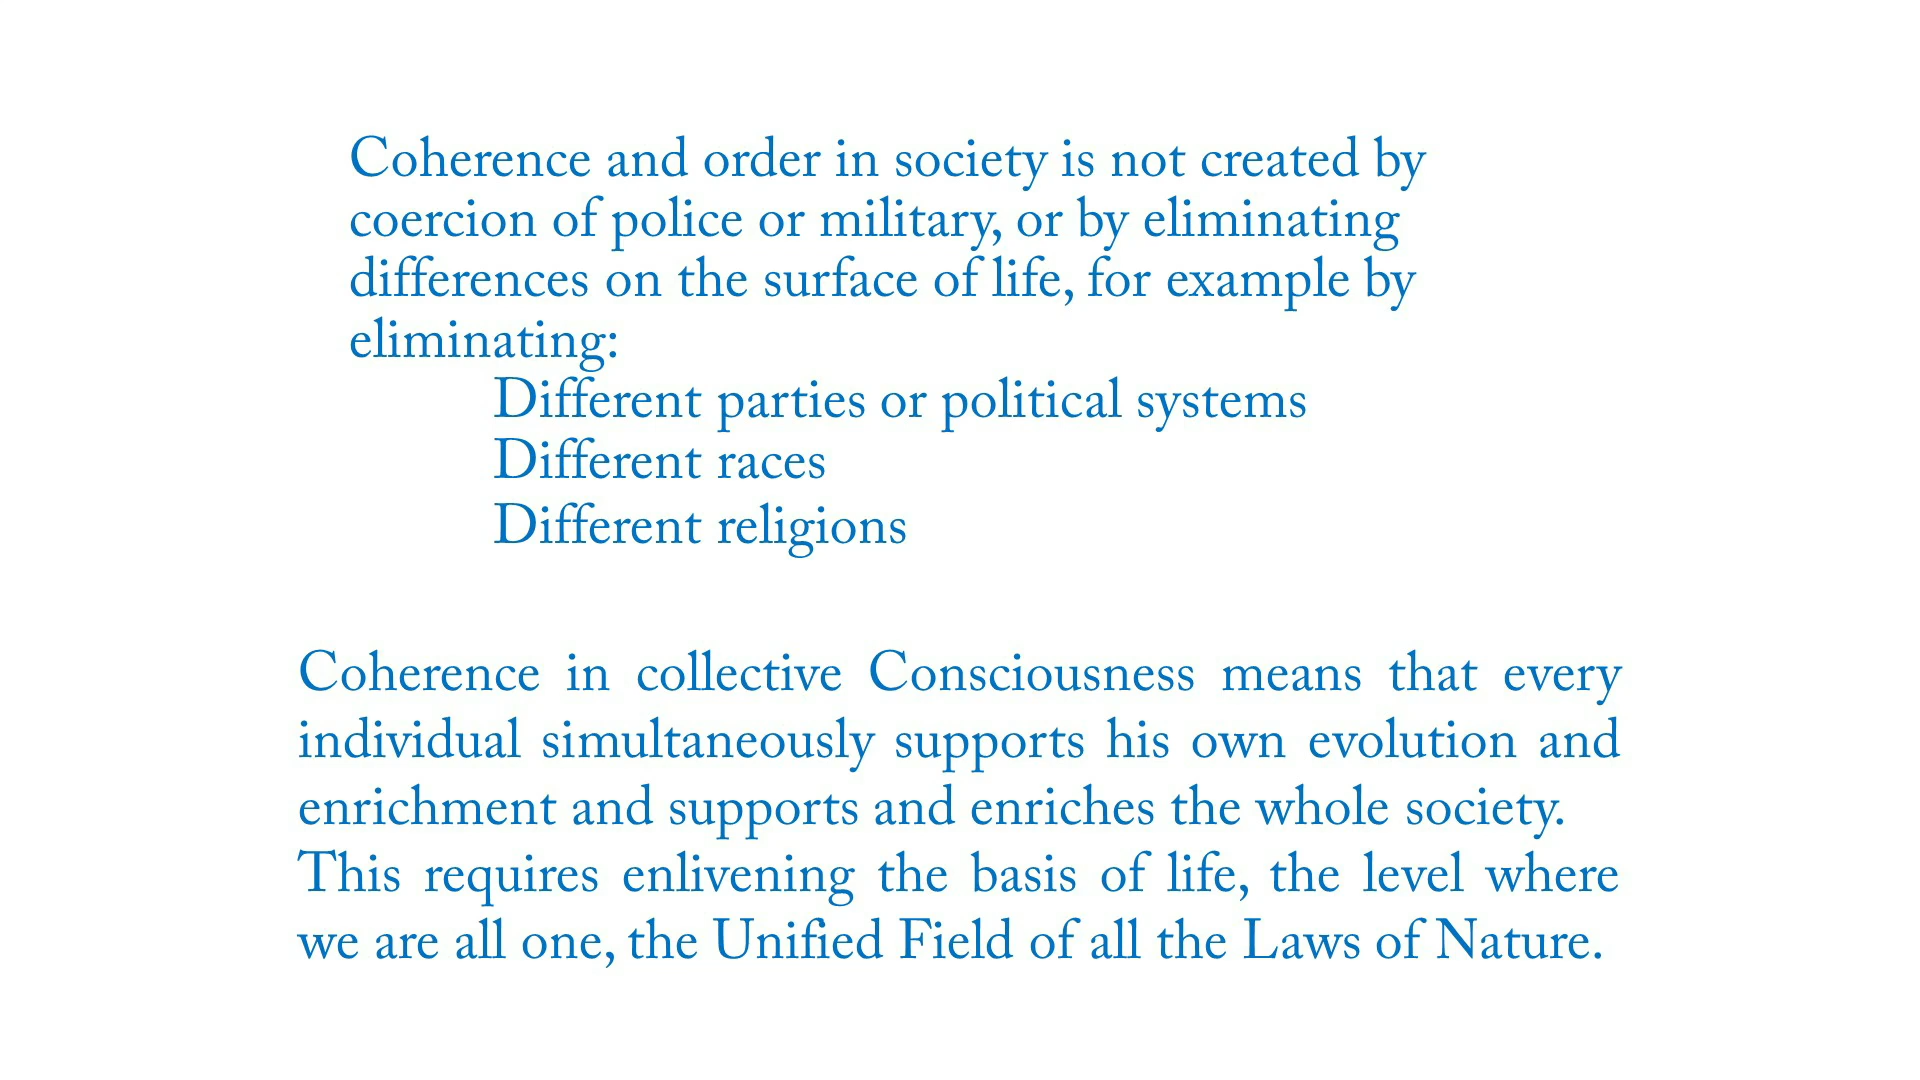 Coherence and order in society is not created by
coercion of police or military, or by eliminating
differences on the surface of life, for example by
eliminating:
Different parties or political systems
Different races
Different religions
Coherence in collective Consciousness means that every
individual simultaneously supports his own evolution and
enrichment and supports and enriches the whole society.
This requires enlivening the basis of life, the level where
we are all one, the Unified Field of all the Laws of Nature.